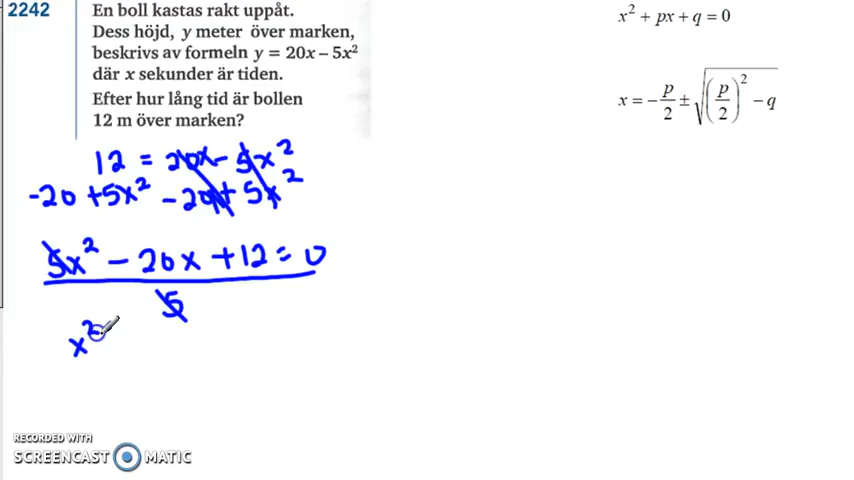 2242
En boll kastas rakt uppåt.
Dess höjd, y meter över marken,
beskrivs av formeln y = 20x – 5x²
där x sekunder är tiden.
Efter hur lång tid är bollen
12 m över marken?
x² + px + q = 0
x = −p/2 ± √((p/2)² − q)
12 = 20x − 5x²
-20 +5x² − 20x + 5x²
5x² − 20x + 12 = 0
5
x²
RECORDED WITH
SCREENCAST MATIC